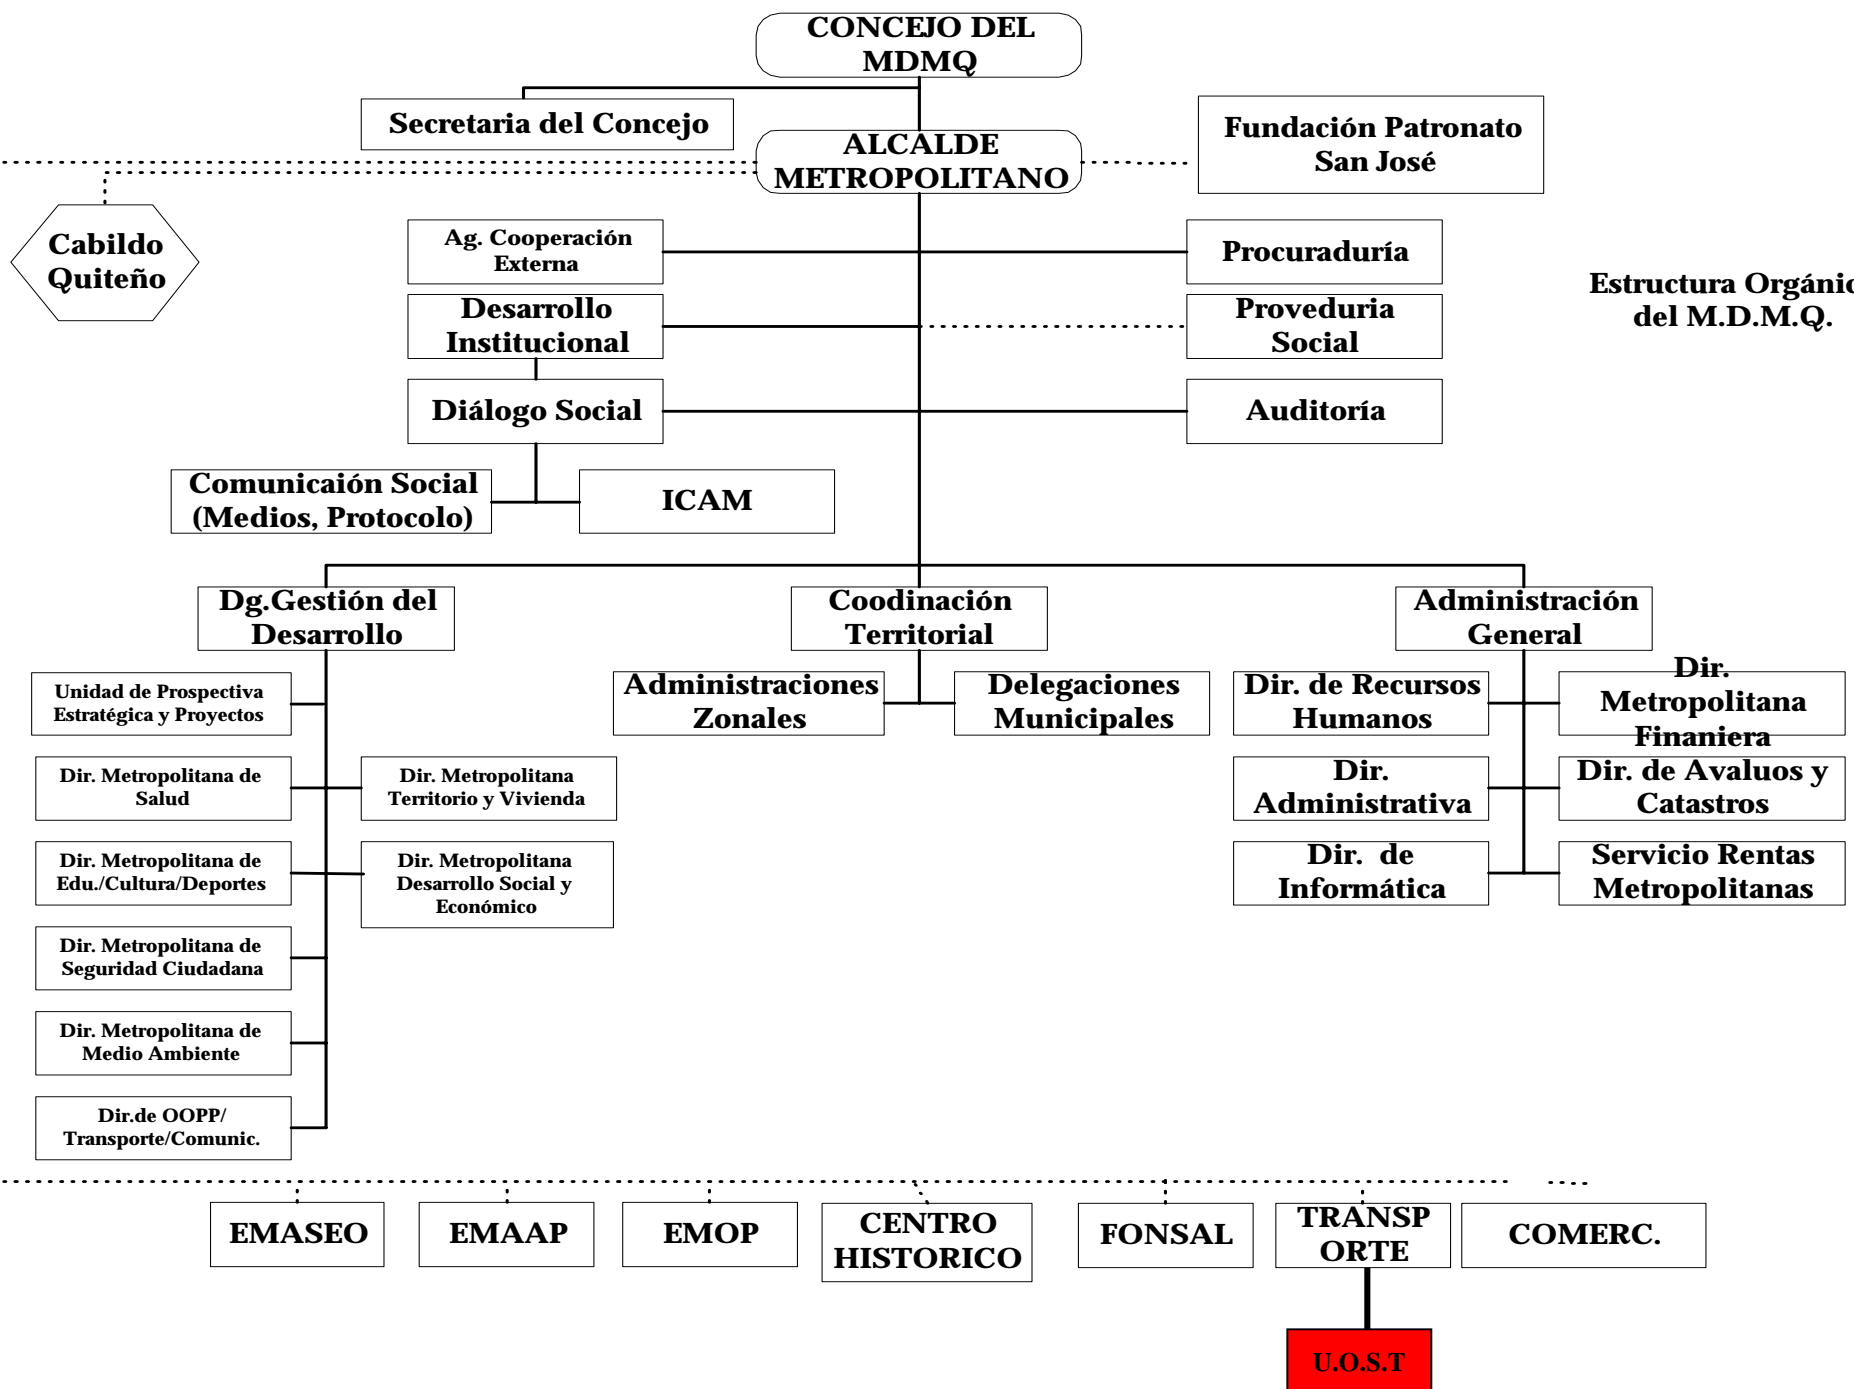 CONCEJO DEL
MDMQ
Secretaria del Concejo
ALCALDE
METROPOLITANO
Fundación Patronato
San José
Cabildo
Quiteño
Ag. Cooperación
Externa
Procuraduría
Estructura Orgánic
del M.D.M.Q.
Desarrollo
Institucional
Proveduria
Social
Diálogo Social
Auditoría
Comunicaión Social
(Medios, Protocolo)
ICAM
Dg.Gestión del
Desarrollo
Coodinación
Territorial
Administración
General
Unidad de Prospectiva
Estratégica y Proyectos
Administraciones
Zonales
Delegaciones
Municipales
Dir. de Recursos
Humanos
Dir.
Metropolitana
Finaniera
Dir. Metropolitana de
Salud
Dir. Metropolitana
Territorio y Vivienda
Dir.
Administrativa
Dir. de Avaluos y
Catastros
Dir. Metropolitana de
Edu./Cultura/Deportes
Dir. Metropolitana
Desarrollo Social y
Económico
Dir. de
Informática
Servicio Rentas
Metropolitanas
Dir. Metropolitana de
Seguridad Ciudadana
Dir. Metropolitana de
Medio Ambiente
Dir.de OOPP/
Transporte/Comunic.
EMASEO
EMAAP
EMOP
CENTRO
HISTORICO
FONSAL
TRANSP
ORTE
COMERC.
U.O.S.T